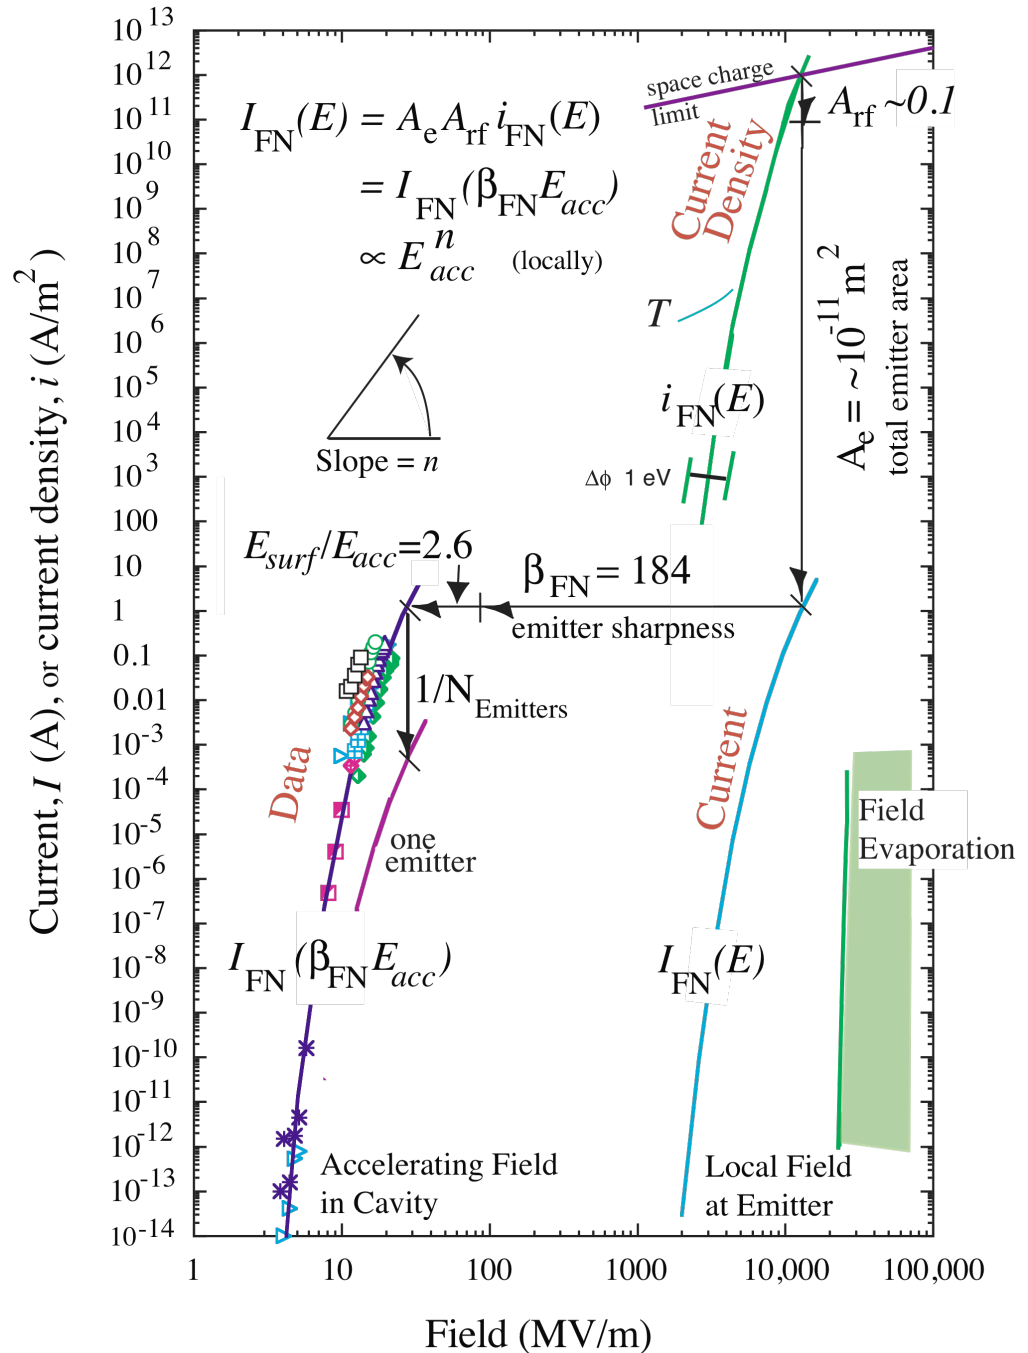 10^13
10^12
10^11
10^10
10^9
10^8
10^7
10^6
10^5
10^4
10^3
100
10
1
0.1
0.01
10^-3
10^-4
10^-5
10^-6
10^-7
10^-8
10^-9
10^-10
10^-11
10^-12
10^-13
10^-14
Current, I (A), or current density, i (A/m^2)
I_FN(E) = A_e A_rf i_FN(E)
= I_FN(β_FN E_acc)
∝ E_acc^n (locally)
Slope = n
space charge
limit
A_rf ~0.1
Current
Density
T
i_FN(E)
Δϕ 1 eV
A_e = ~10^-11 m^2
total emitter area
E_surf/E_acc=2.6
β_FN = 184
emitter sharpness
1/N_Emitters
Data
one
emitter
Current
Field
Evaporation
I_FN(β_FN E_acc)
I_FN(E)
Accelerating Field
in Cavity
Local Field
at Emitter
1 10 100 1000 10,000 100,000
Field (MV/m)